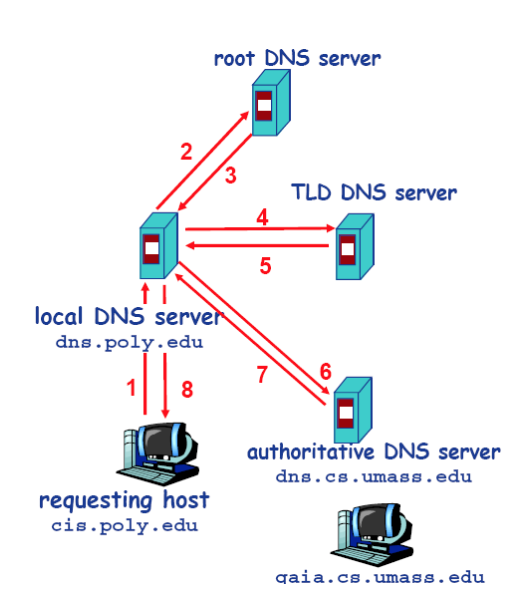 root DNS server
2
3
TLD DNS server
4
5
local DNS server
dns.poly.edu
6
7
1
8
authoritative DNS server
dns.cs.umass.edu
requesting host
cis.poly.edu
gaia.cs.umass.edu